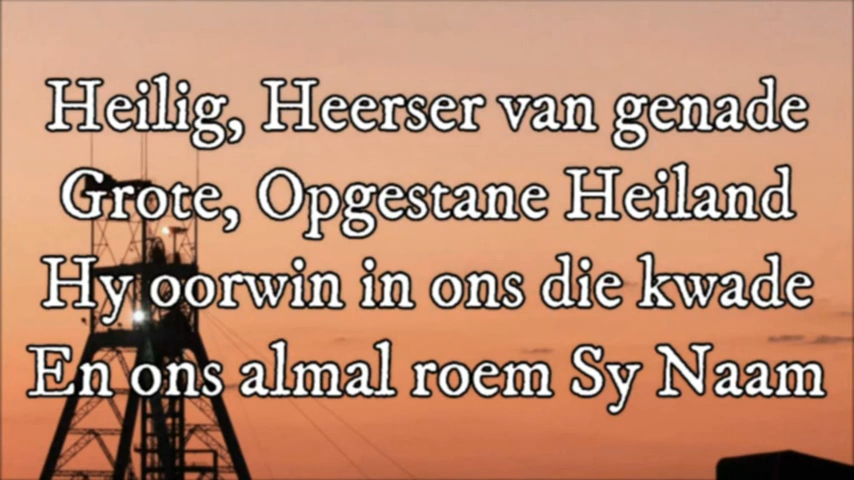 Heilig, Heerser van genade
Grote, Opgestane Heiland
Hy oorwin in ons die kwade
En ons almal roem Sy Naam